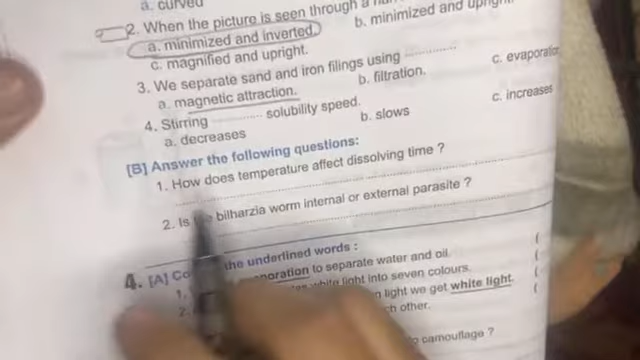 a. curved
2. When the picture is seen through a
a. minimized and inverted. b. minimized and upright.
c. magnified and upright.
3. We separate sand and iron filings using ..............
a. magnetic attraction. b. filtration. c. evaporation
4. Stirring .............. solubility speed.
a. decreases b. slows c. increases
[B] Answer the following questions:
1. How does temperature affect dissolving time ?
2. Is bilharzia worm internal or external parasite ?
4. [A] the underlined words :
1. to separate water and oil. (
2. white light into seven colours. (
light we get white light. (
other. (
camouflage ?